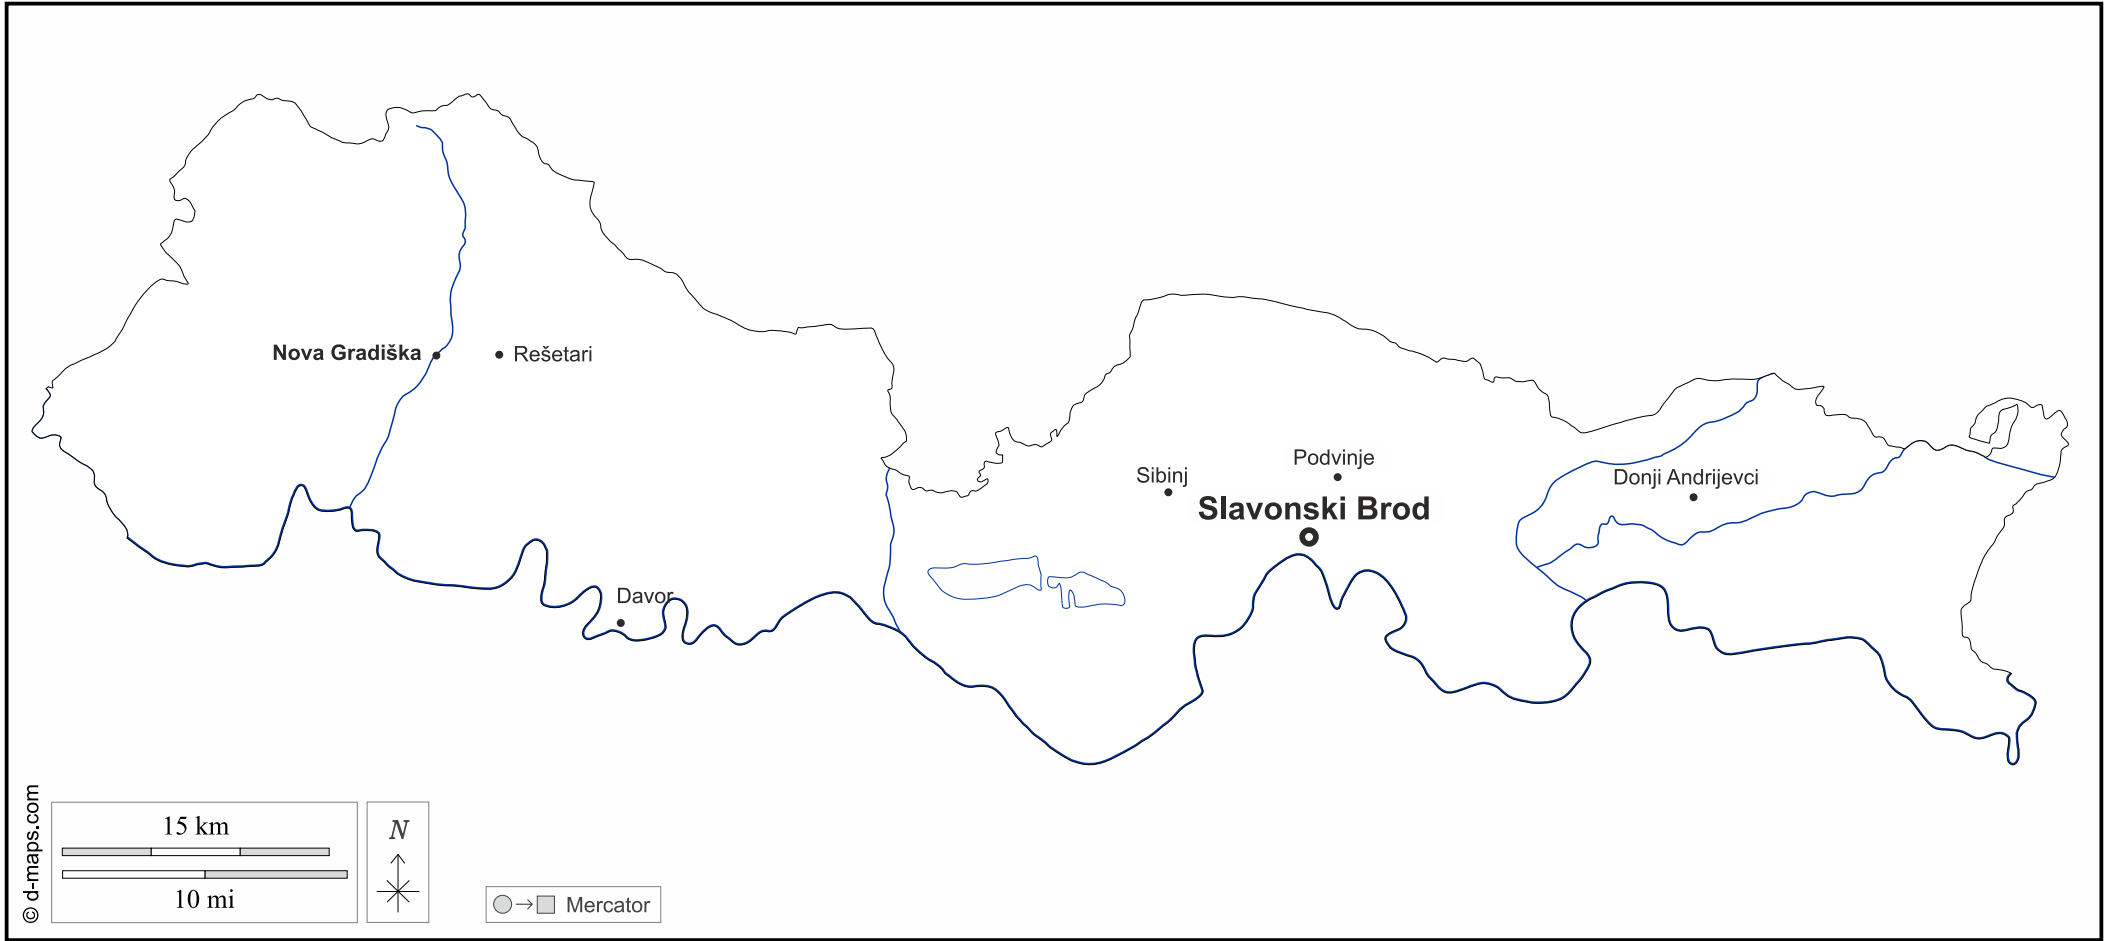 Nova Gradiška
Rešetari
Podvinje
Sibinj
Donji Andrijevci
Slavonski Brod
Davor
© d-maps.com
15 km
10 mi
N
Mercator